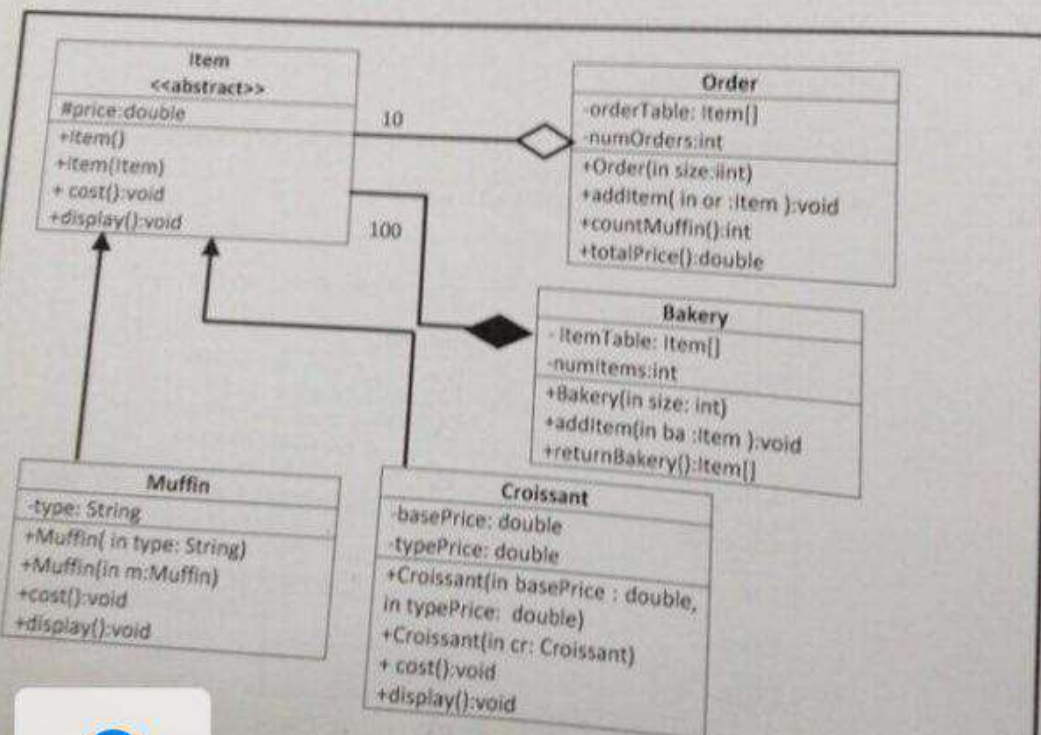 Item
<<abstract>>
#price:double
+Item()
+Item(Item)
+ cost():void
+display():void
10
100
Order
-orderTable: Item[]
-numOrders:int
+Order(in size:iint)
+addItem( in or :Item ):void
+countMuffin():int
+totalPrice():double
Bakery
- ItemTable: Item[]
-numItems:int
+Bakery(in size: int)
+addItem(in ba :Item ):void
+returnBakery():Item[]
Muffin
-type: String
+Muffin( in type: String)
+Muffin(in m:Muffin)
+cost():void
+display():void
Croissant
-basePrice: double
-typePrice: double
+Croissant(in basePrice : double,
in typePrice: double)
+Croissant(in cr: Croissant)
+ cost():void
+display():void